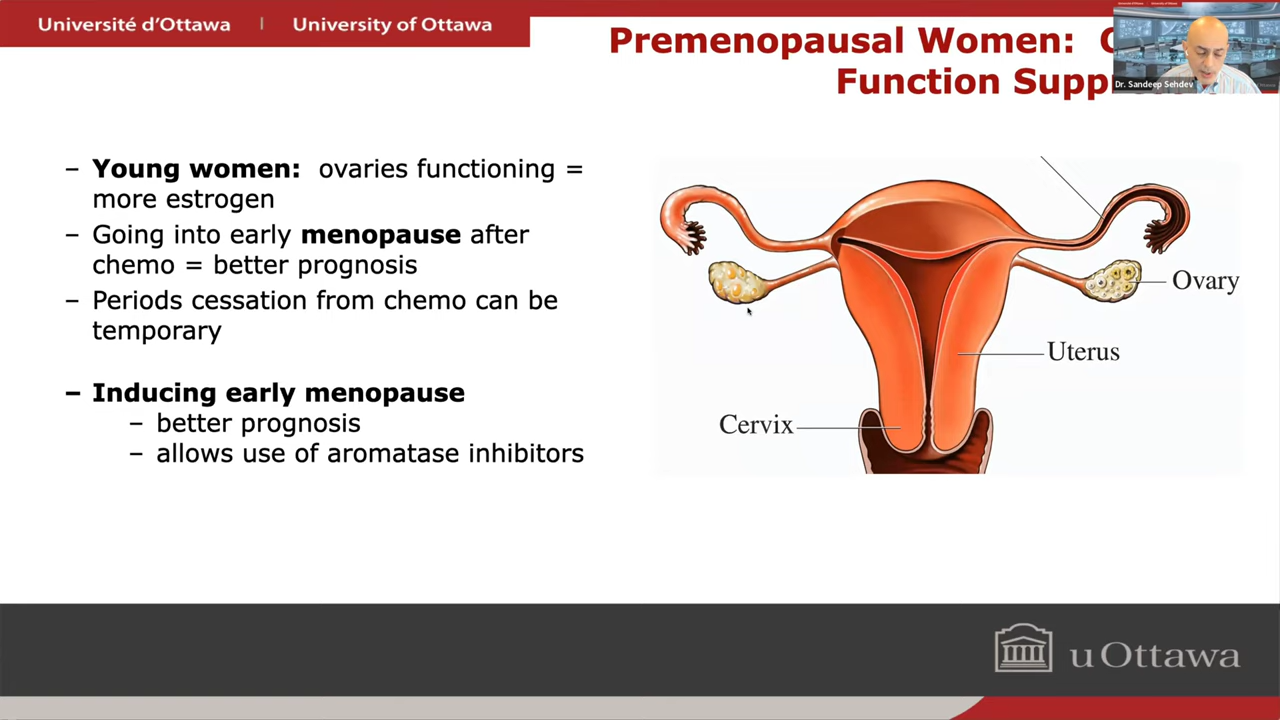 Université d'Ottawa | University of Ottawa
Premenopausal Women:
Function
Dr. Sandeep Sehdev
– Young women: ovaries functioning =
more estrogen
– Going into early menopause after
chemo = better prognosis
– Periods cessation from chemo can be
temporary
– Inducing early menopause
– better prognosis
– allows use of aromatase inhibitors
Ovary
Uterus
Cervix
uOttawa